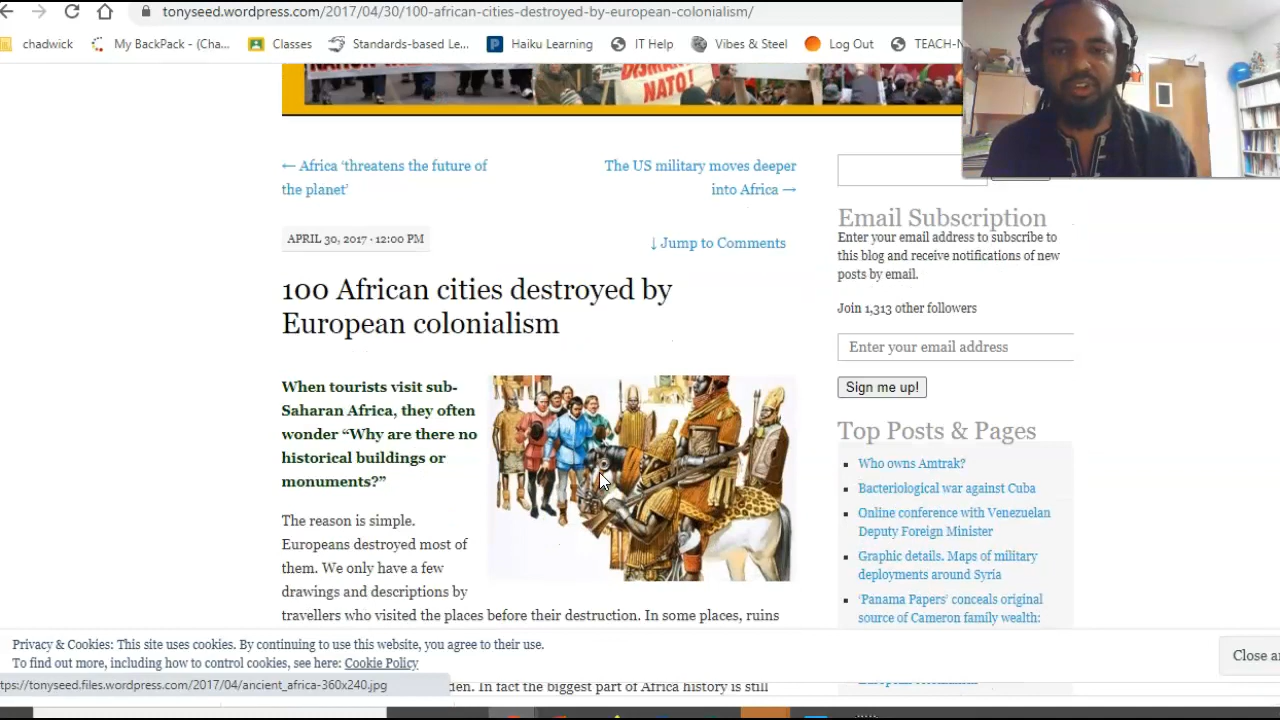 tonyseed.wordpress.com/2017/04/30/100-african-cities-destroyed-by-european-colonialism/
chadwick
My BackPack - (Cha...
Classes
Standards-based Le...
Haiku Learning
IT Help
Vibes & Steel
Log Out
TEACH-N
NATO!
← Africa ‘threatens the future of
the planet’
The US military moves deeper
into Africa →
APRIL 30, 2017 · 12:00 PM
↓ Jump to Comments
100 African cities destroyed by
European colonialism
When tourists visit sub-
Saharan Africa, they often
wonder “Why are there no
historical buildings or
monuments?”
The reason is simple.
Europeans destroyed most of
them. We only have a few
drawings and descriptions by
travellers who visited the places before their destruction. In some places, ruins
den. In fact the biggest part of Africa history is still
Email Subscription
Enter your email address to subscribe to
this blog and receive notifications of new
posts by email.
Join 1,313 other followers
Enter your email address
Sign me up!
Top Posts & Pages
Who owns Amtrak?
Bacteriological war against Cuba
Online conference with Venezuelan
Deputy Foreign Minister
Graphic details. Maps of military
deployments around Syria
‘Panama Papers’ conceals original
source of Cameron family wealth:
Privacy & Cookies: This site uses cookies. By continuing to use this website, you agree to their use.
To find out more, including how to control cookies, see here: Cookie Policy
Close an
tps://tonyseed.files.wordpress.com/2017/04/ancient_africa-360x240.jpg